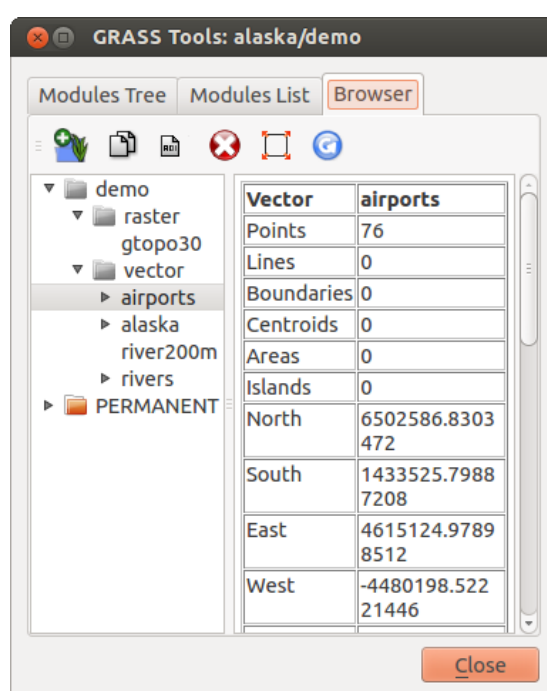 GRASS Tools: alaska/demo
Modules Tree Modules List Browser
demo
raster
gtopo30
vector
airports
alaska
river200m
rivers
PERMANENT
Vector airports
Points 76
Lines 0
Boundaries 0
Centroids 0
Areas 0
Islands 0
North 6502586.8303
472
South 1433525.7988
7208
East 4615124.9789
8512
West -4480198.522
21446
Close